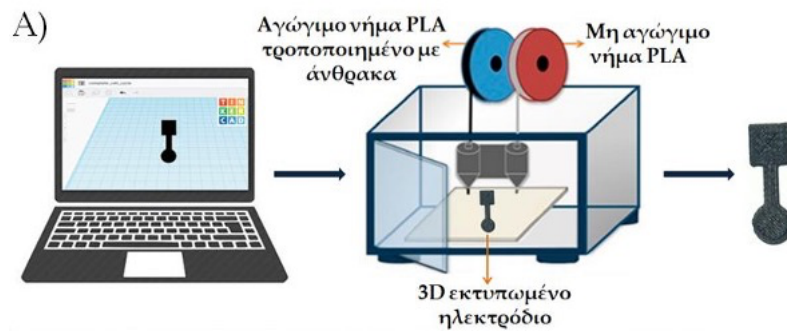 A)
Αγώγιμο νήμα PLA
τροποποιημένο με
άνθρακα
Μη αγώγιμο
νήμα PLA
T I N
K E R
C A D
3D εκτυπωμένο
ηλεκτρόδιο